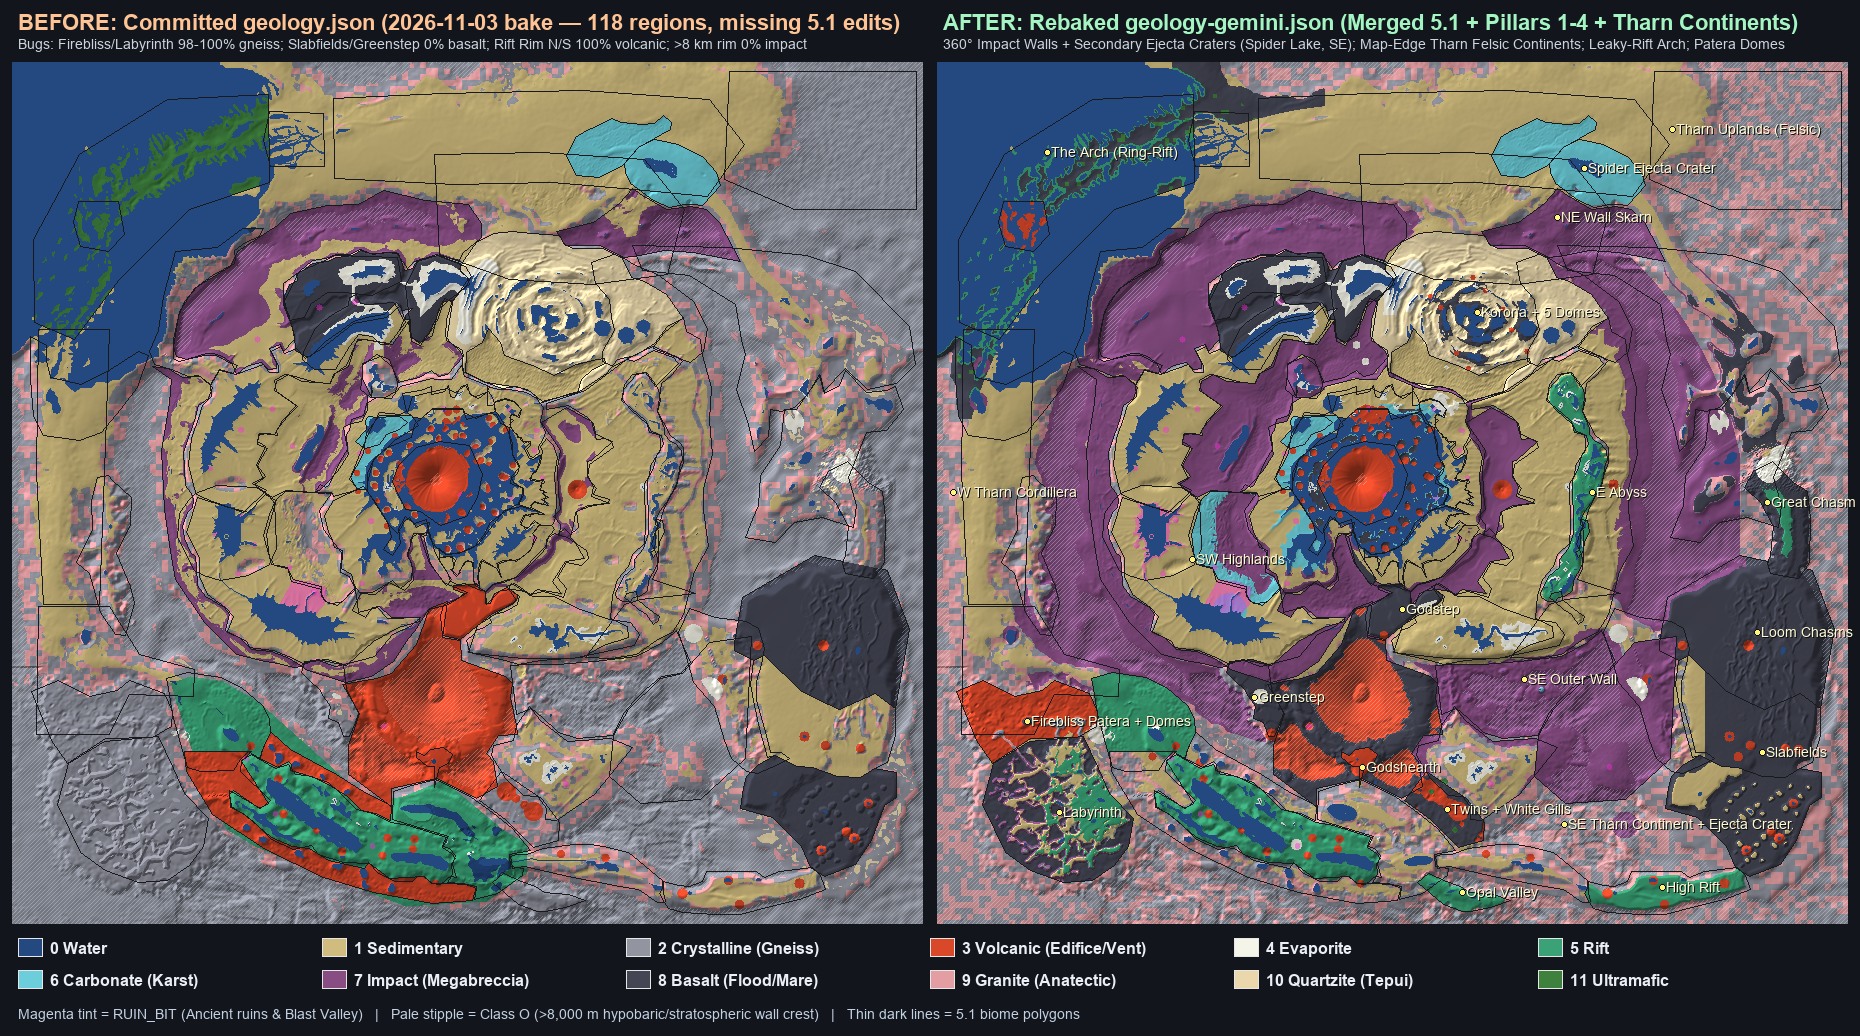 BEFORE: Committed geology.json (2026-11-03 bake — 118 regions, missing 5.1 edits)
Bugs: Firebliss/Labyrinth 98-100% gneiss; Slabfields/Greenstep 0% basalt; Rift Rim N/S 100% volcanic; >8 km rim 0% impact
AFTER: Rebaked geology-gemini.json (Merged 5.1 + Pillars 1-4 + Tharn Continents)
360° Impact Walls + Secondary Ejecta Craters (Spider Lake, SE); Map-Edge Tharn Felsic Continents; Leaky-Rift Arch; Patera Domes
Tharn Uplands (Felsic)
The Arch (Ring-Rift)
Spider Ejecta Crater
NE Wall Skarn
Korona + 5 Domes
W Tharn Cordillera
E Abyss
Great Chasm
SW Highlands
Godstep
Loom Chasms
SE Outer Wall
Greenstep
Firebliss Patera + Domes
Slabfields
Godshearth
Labyrinth
Twins + White Gills
SE Tharn Continent + Ejecta Crater
High Rift
Opal Valley
0 Water
1 Sedimentary
2 Crystalline (Gneiss)
3 Volcanic (Edifice/Vent)
4 Evaporite
5 Rift
6 Carbonate (Karst)
7 Impact (Megabreccia)
8 Basalt (Flood/Mare)
9 Granite (Anatectic)
10 Quartzite (Tepui)
11 Ultramafic
Magenta tint = RUIN_BIT (Ancient ruins & Blast Valley) | Pale stipple = Class O (>8,000 m hypobaric/stratospheric wall crest) | Thin dark lines = 5.1 biome polygons